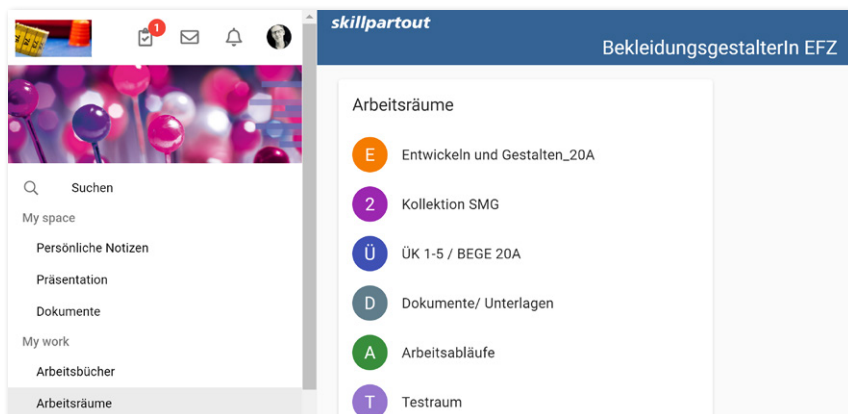 1
Suchen
My space
Persönliche Notizen
Präsentation
Dokumente
My work
Arbeitsbücher
Arbeitsräume
skillpartout
BekleidungsgestalterIn EFZ
Arbeitsräume
E Entwickeln und Gestalten_20A
2 Kollektion SMG
Ü ÜK 1-5 / BEGE 20A
D Dokumente/ Unterlagen
A Arbeitsabläufe
T Testraum